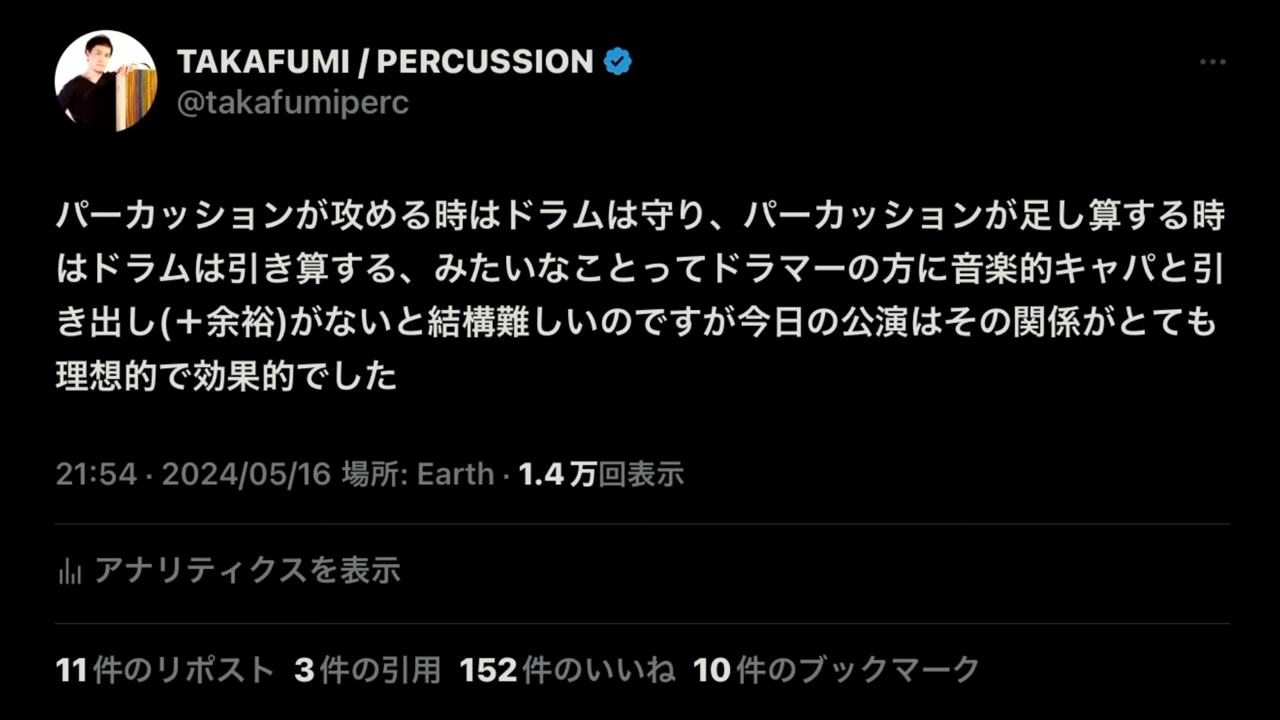 TAKAFUMI / PERCUSSION
@takafumiperc
パーカッションが攻める時はドラムは守り、パーカッションが足し算する時
はドラムは引き算する、みたいなことってドラマーの方に音楽的キャパと引
き出し(＋余裕)がないと結構難しいのですが今日の公演はその関係がとても
理想的で効果的でした
21:54 · 2024/05/16 場所: Earth · 1.4万回表示
アナリティクスを表示
11件のリポスト 3件の引用 152件のいいね 10件のブックマーク